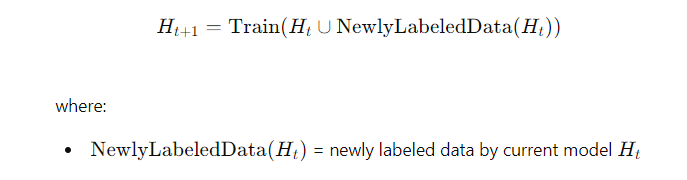 H_{t+1} = Train(H_t ∪ NewlyLabeledData(H_t))
where:
• NewlyLabeledData(H_t) = newly labeled data by current model H_t